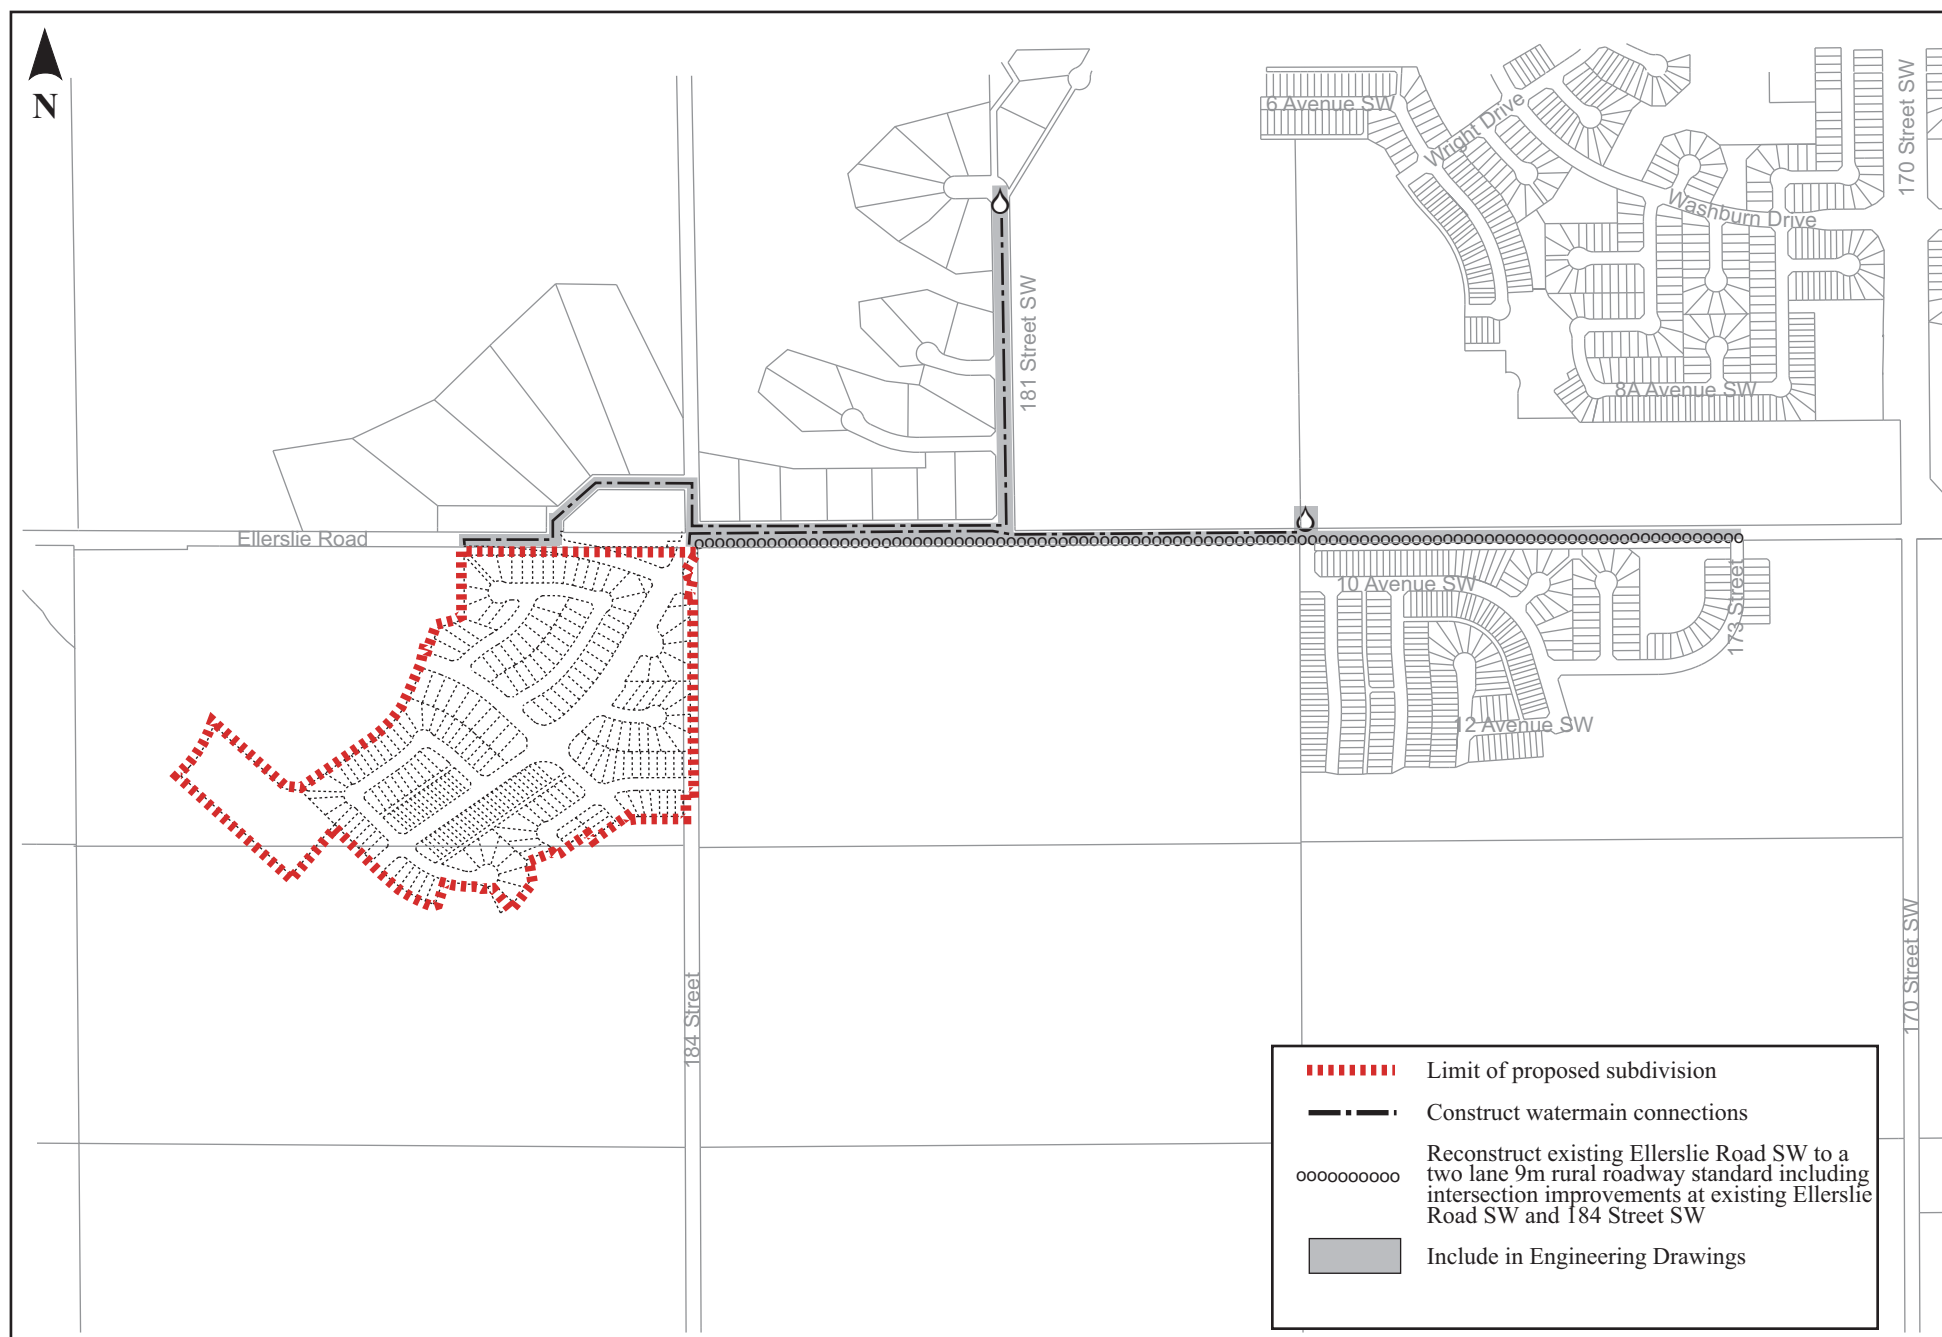 N
6 Avenue SW
Wright Drive
170 Street SW
Washburn Drive
181 Street SW
8A Avenue SW
Ellerslie Road
10 Avenue SW
173 Street
12 Avenue SW
184 Street
170 Street SW
Limit of proposed subdivision
Construct watermain connections
Reconstruct existing Ellerslie Road SW to a
two lane 9m rural roadway standard including
intersection improvements at existing Ellerslie
Road SW and 184 Street SW
Include in Engineering Drawings